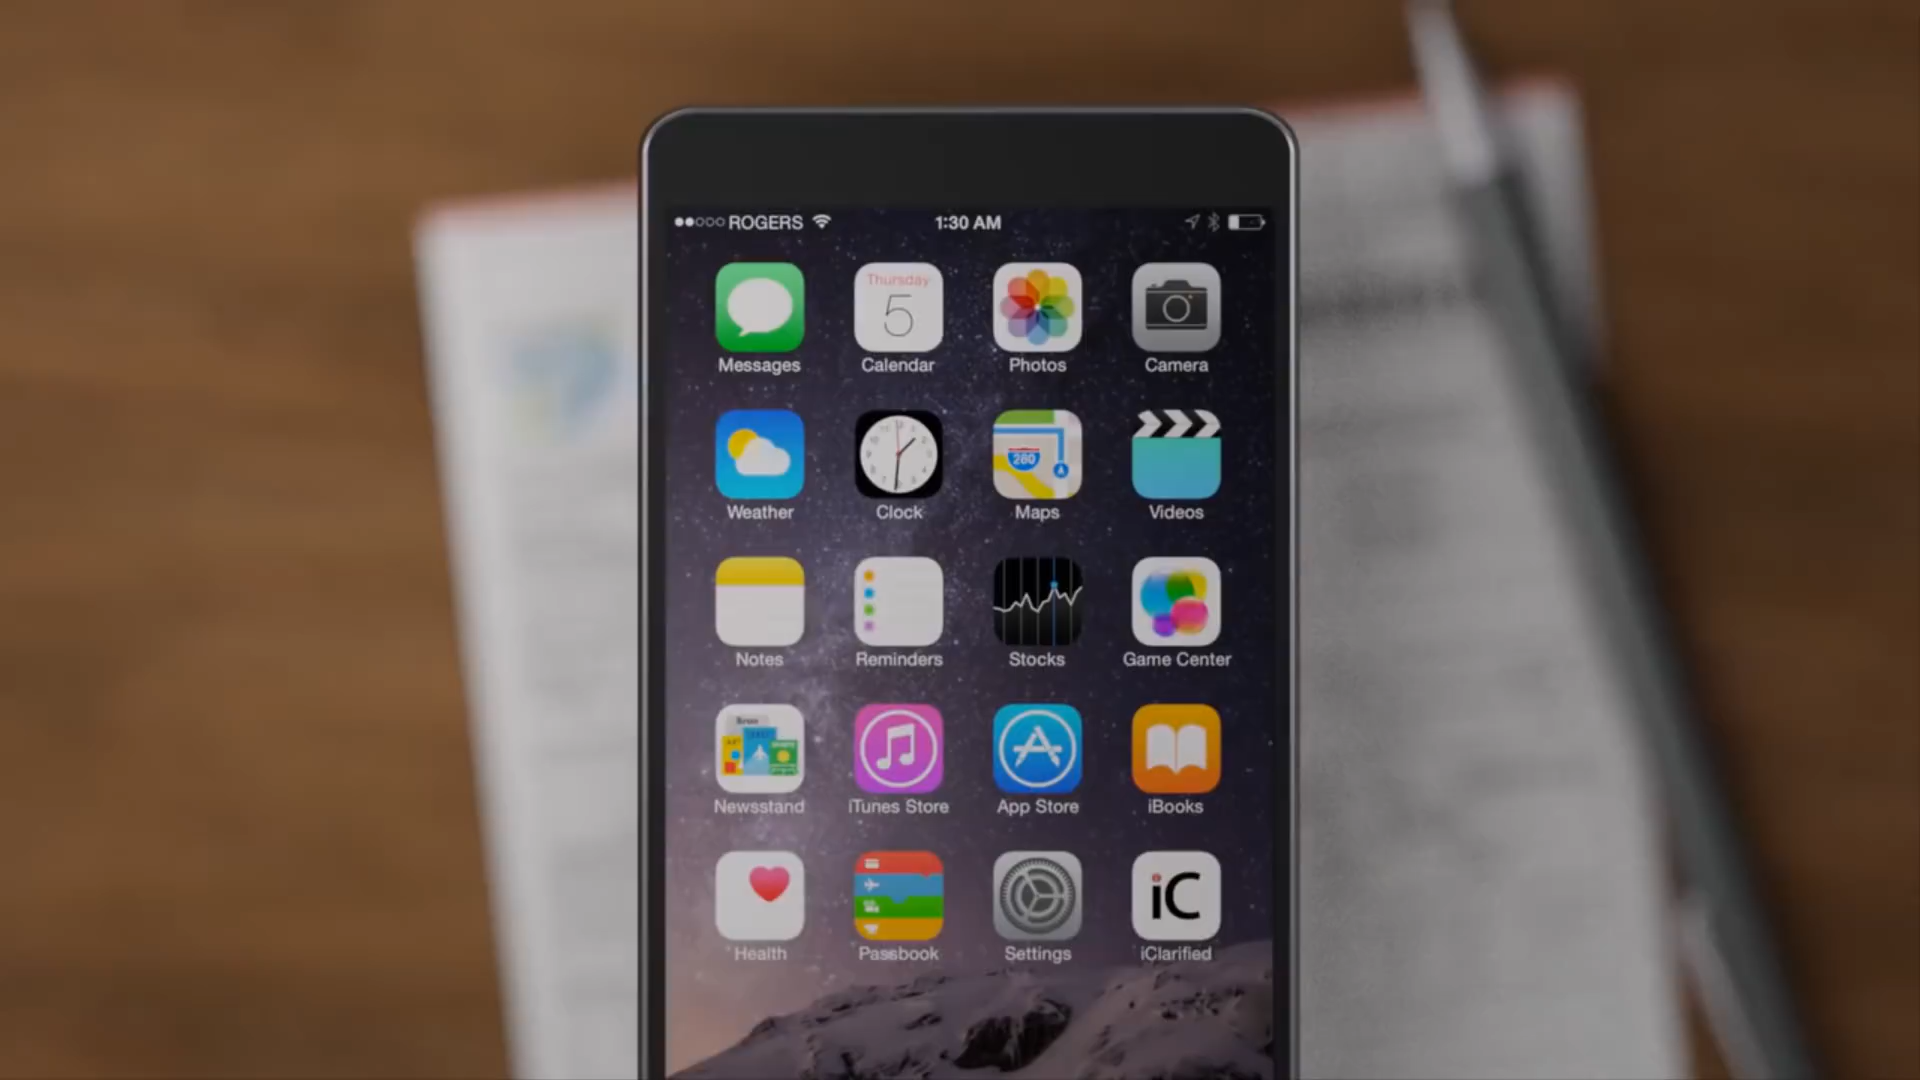 ROGERS 1:30 AM
Thursday
5
Messages Calendar Photos Camera
280
Weather Clock Maps Videos
Notes Reminders Stocks Game Center
Newsstand iTunes Store App Store iBooks
iC
Health Passbook Settings iClarified